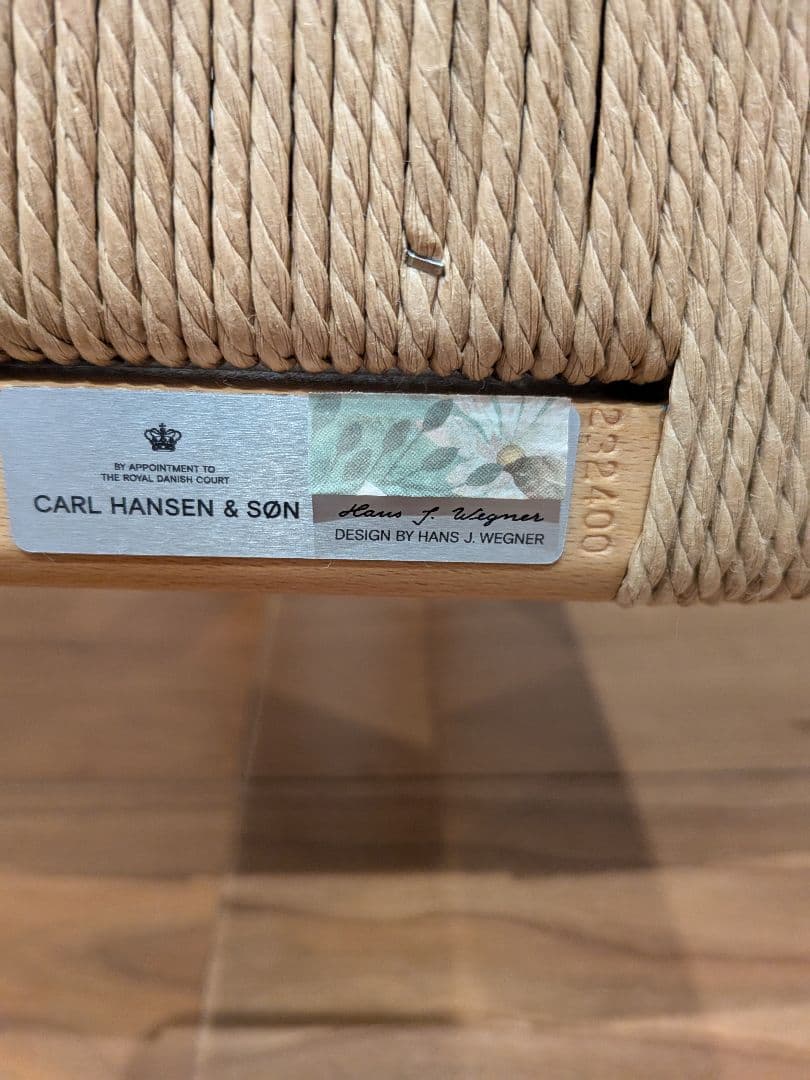 BY APPOINTMENT TO
THE ROYAL DANISH COURT
CARL HANSEN & SØN
Hans J. Wegner
DESIGN BY HANS J. WEGNER
232400